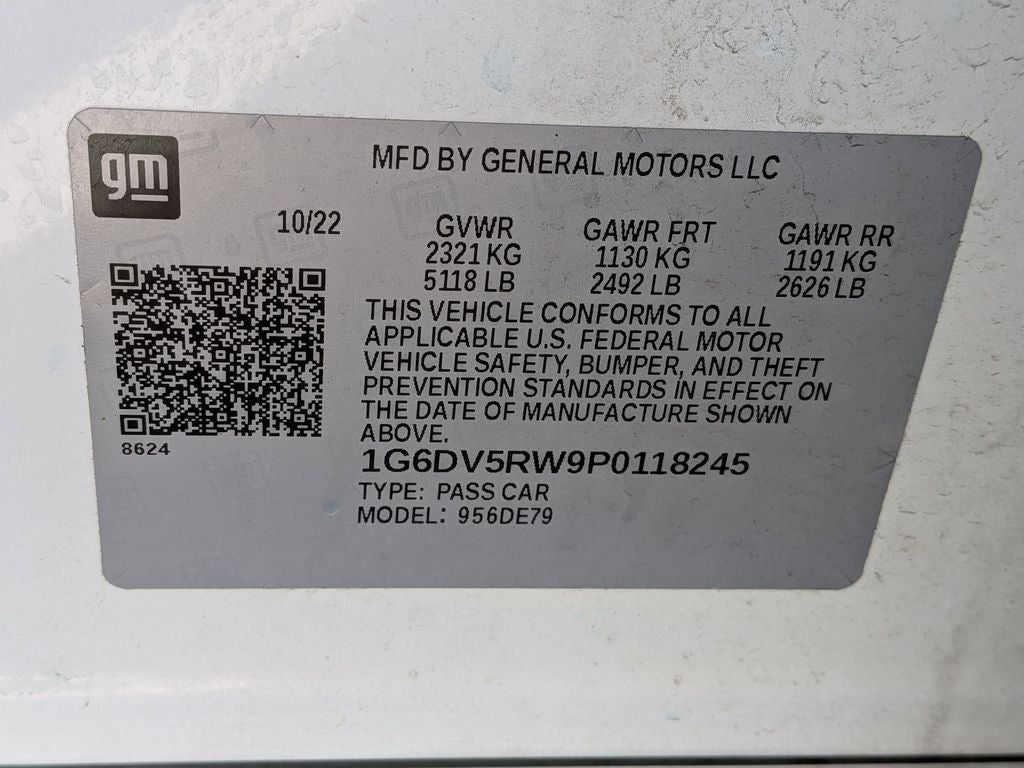 gm
MFD BY GENERAL MOTORS LLC
10/22
GVWR
2321 KG
5118 LB
GAWR FRT
1130 KG
2492 LB
GAWR RR
1191 KG
2626 LB
THIS VEHICLE CONFORMS TO ALL
APPLICABLE U.S. FEDERAL MOTOR
VEHICLE SAFETY, BUMPER, AND THEFT
PREVENTION STANDARDS IN EFFECT ON
THE DATE OF MANUFACTURE SHOWN
ABOVE.
8624
1G6DV5RW9P0118245
TYPE: PASS CAR
MODEL: 956DE79